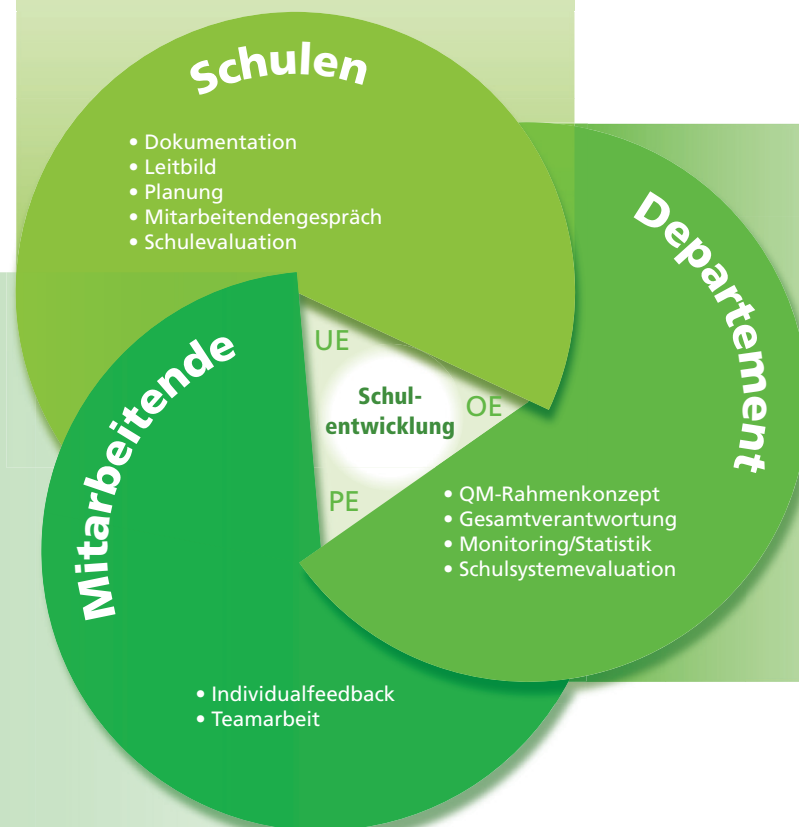 Schulen
• Dokumentation
• Leitbild
• Planung
• Mitarbeitendengespräch
• Schulevaluation
Departement
• QM-Rahmenkonzept
• Gesamtverantwortung
• Monitoring/Statistik
• Schulsystemevaluation
Mitarbeitende
• Individualfeedback
• Teamarbeit
UE
OE
PE
Schul-
entwicklung